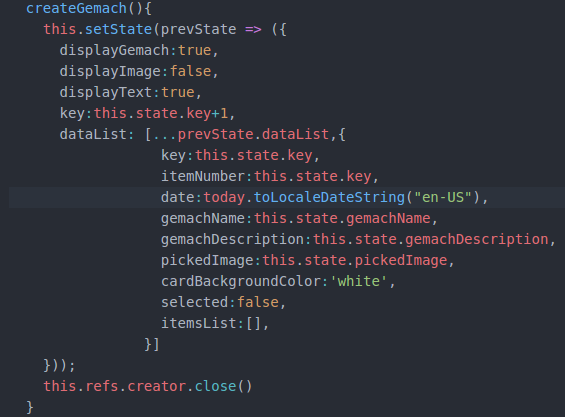 createGemach(){
this.setState(prevState => ({
displayGemach:true,
displayImage:false,
displayText:true,
key:this.state.key+1,
dataList: [...prevState.dataList,{
key:this.state.key,
itemNumber:this.state.key,
date:today.toLocaleDateString("en-US"),
gemachName:this.state.gemachName,
gemachDescription:this.state.gemachDescription,
pickedImage:this.state.pickedImage,
cardBackgroundColor:'white',
selected:false,
itemsList:[],
}]
}));
this.refs.creator.close()
}